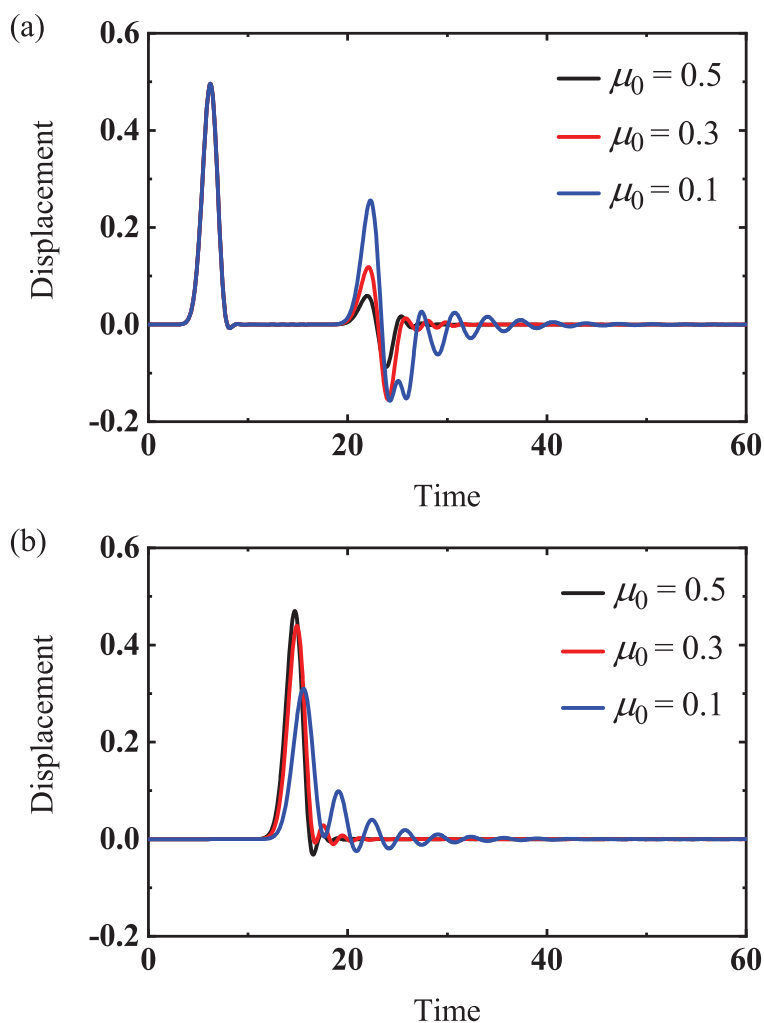 (a)
0.6
0.4
0.2
0.0
-0.2
Displacement
μ0 = 0.5
μ0 = 0.3
μ0 = 0.1
0 20 40 60
Time
(b)
0.6
0.4
0.2
0.0
-0.2
Displacement
μ0 = 0.5
μ0 = 0.3
μ0 = 0.1
0 20 40 60
Time